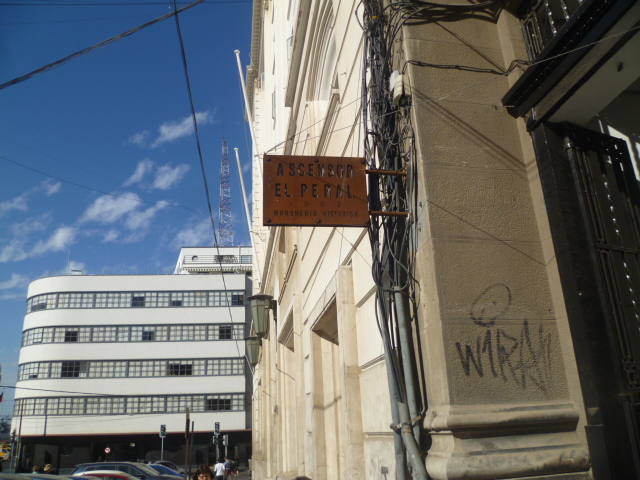 ASCENSOR
EL PERAL
MONUMENTO HISTORICO